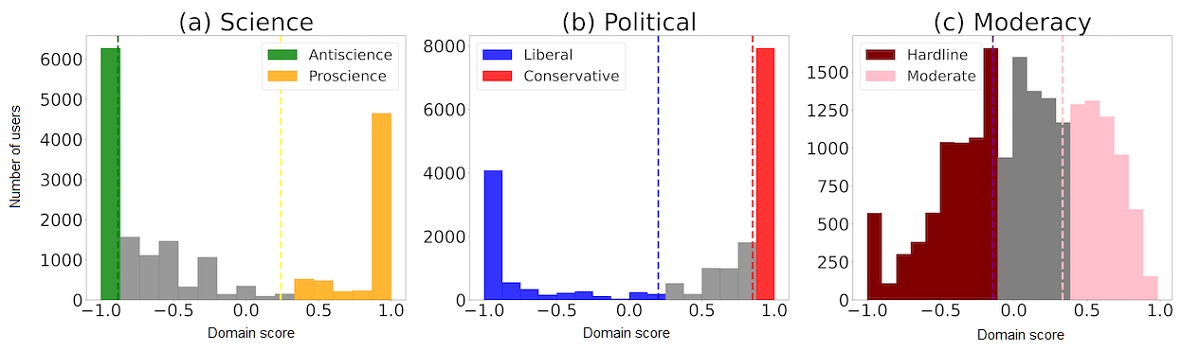 (a) Science
(b) Political
(c) Moderacy
Number of users
6000
5000
4000
3000
2000
1000
0
Antiscience
Proscience
−1.0
−0.5
0.0
0.5
1.0
Domain score
8000
6000
4000
2000
0
Liberal
Conservative
−1.0
−0.5
0.0
0.5
1.0
Domain score
1500
1250
1000
750
500
250
0
Hardline
Moderate
−1.0
−0.5
0.0
0.5
1.0
Domain score